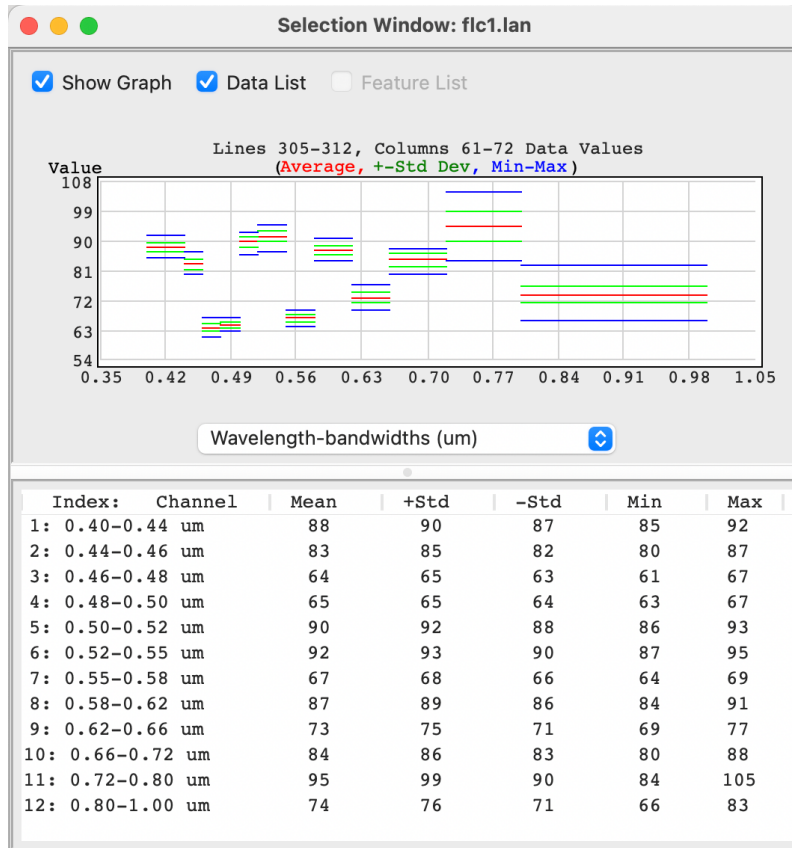 Selection Window: flc1.lan
Show Graph Data List Feature List
Lines 305-312, Columns 61-72 Data Values
Value (Average, +-Std Dev, Min-Max)
108
99
90
81
72
63
54
0.35 0.42 0.49 0.56 0.63 0.70 0.77 0.84 0.91 0.98 1.05
Wavelength-bandwidths (um)
Index: Channel Mean +Std -Std Min Max
1: 0.40-0.44 um 88 90 87 85 92
2: 0.44-0.46 um 83 85 82 80 87
3: 0.46-0.48 um 64 65 63 61 67
4: 0.48-0.50 um 65 65 64 63 67
5: 0.50-0.52 um 90 92 88 86 93
6: 0.52-0.55 um 92 93 90 87 95
7: 0.55-0.58 um 67 68 66 64 69
8: 0.58-0.62 um 87 89 86 84 91
9: 0.62-0.66 um 73 75 71 69 77
10: 0.66-0.72 um 84 86 83 80 88
11: 0.72-0.80 um 95 99 90 84 105
12: 0.80-1.00 um 74 76 71 66 83